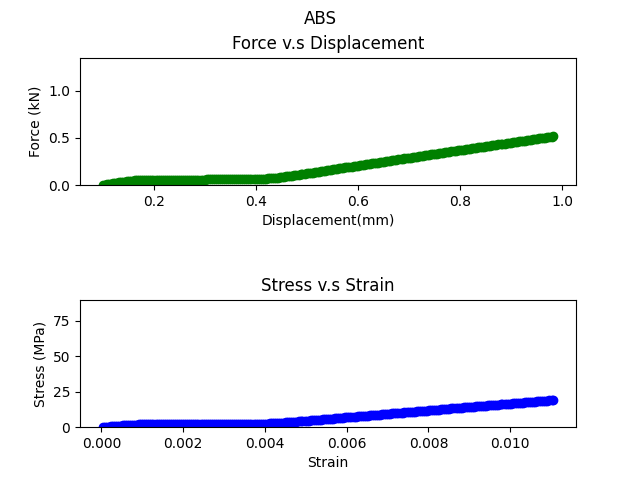 ABS
Force v.s Displacement
Force (kN)
1.0
0.5
0.0
0.2 0.4 0.6 0.8 1.0
Displacement(mm)
Stress v.s Strain
Stress (MPa)
75
50
25
0
0.000 0.002 0.004 0.006 0.008 0.010
Strain